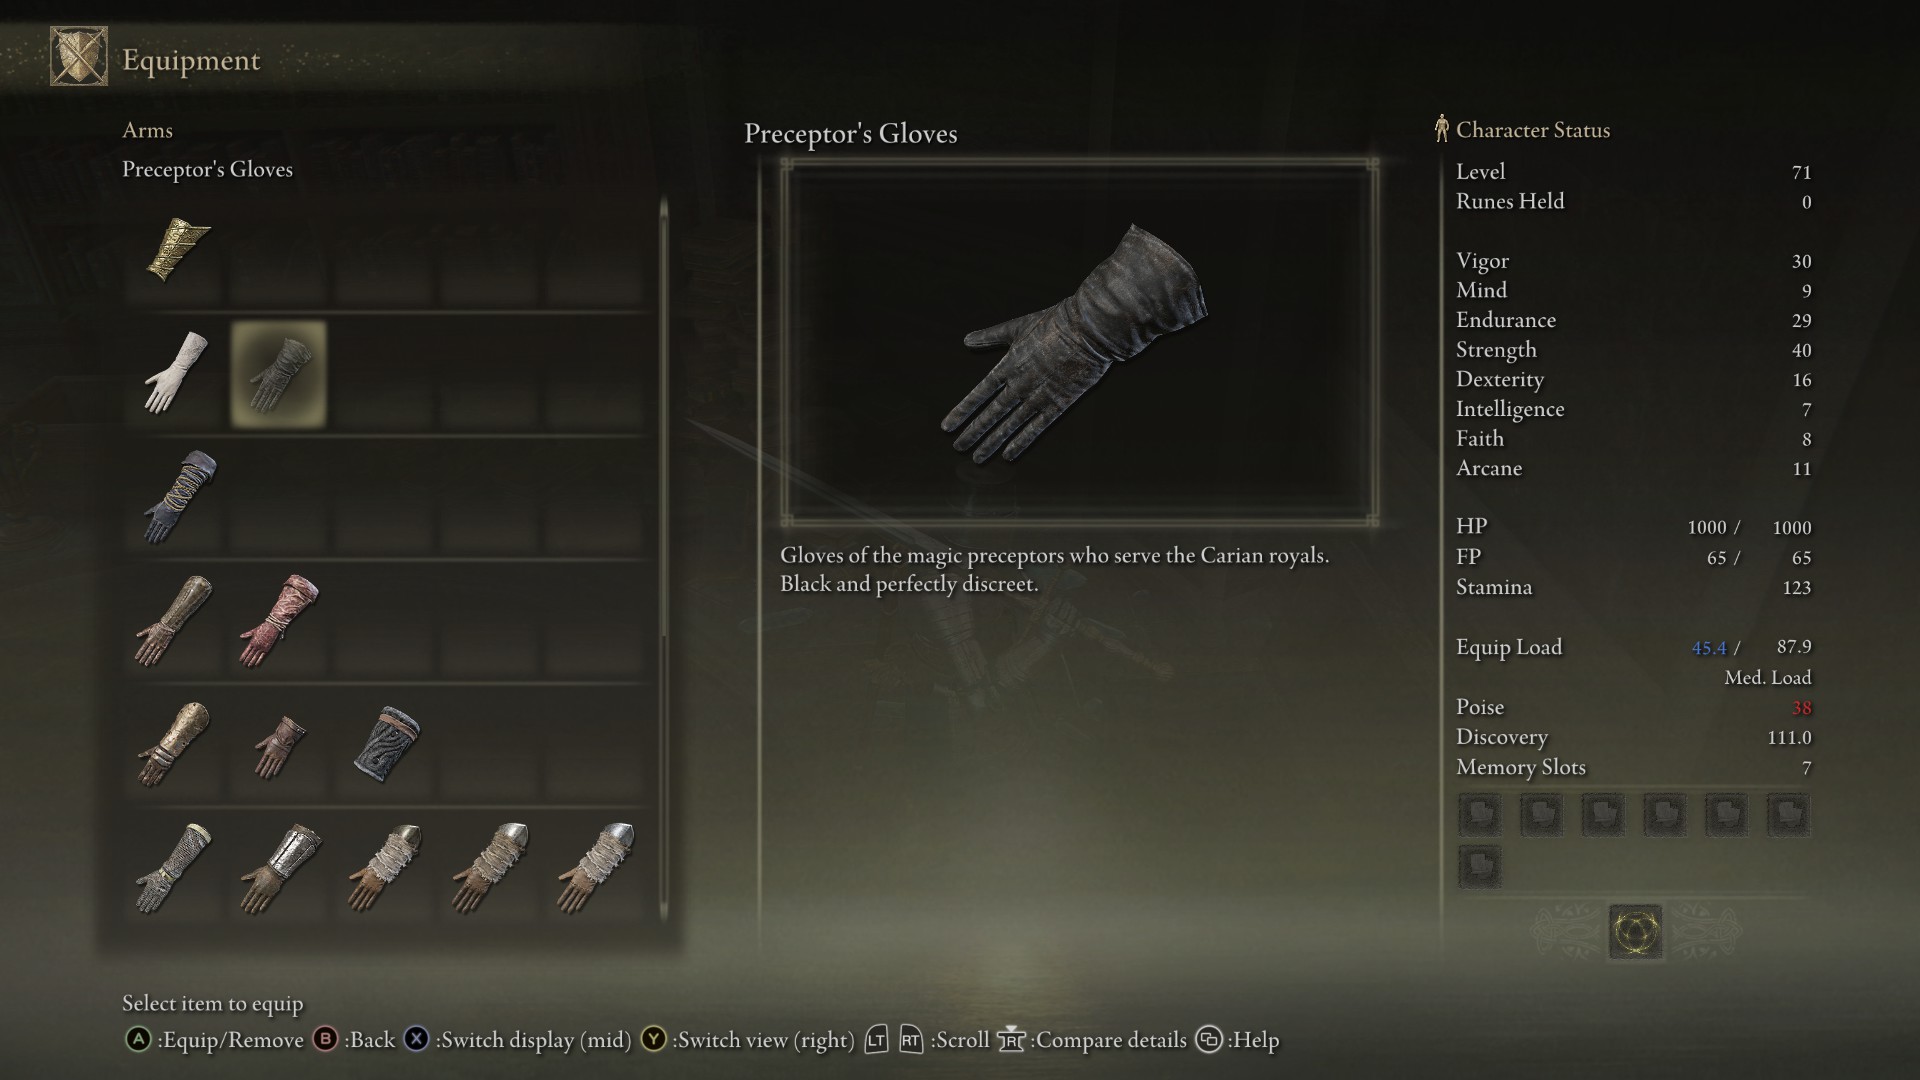 Equipment
Arms
Preceptor's Gloves
Preceptor's Gloves
Gloves of the magic preceptors who serve the Carian royals.
Black and perfectly discreet.
Character Status
Level 71
Runes Held 0
Vigor 30
Mind 9
Endurance 29
Strength 40
Dexterity 16
Intelligence 7
Faith 8
Arcane 11
HP 1000 / 1000
FP 65 / 65
Stamina 123
Equip Load 45.4 / 87.9
Med. Load
Poise 38
Discovery 111.0
Memory Slots 7
Select item to equip
A :Equip/Remove B :Back X :Switch display (mid) Y :Switch view (right) LT RT :Scroll R :Compare details :Help